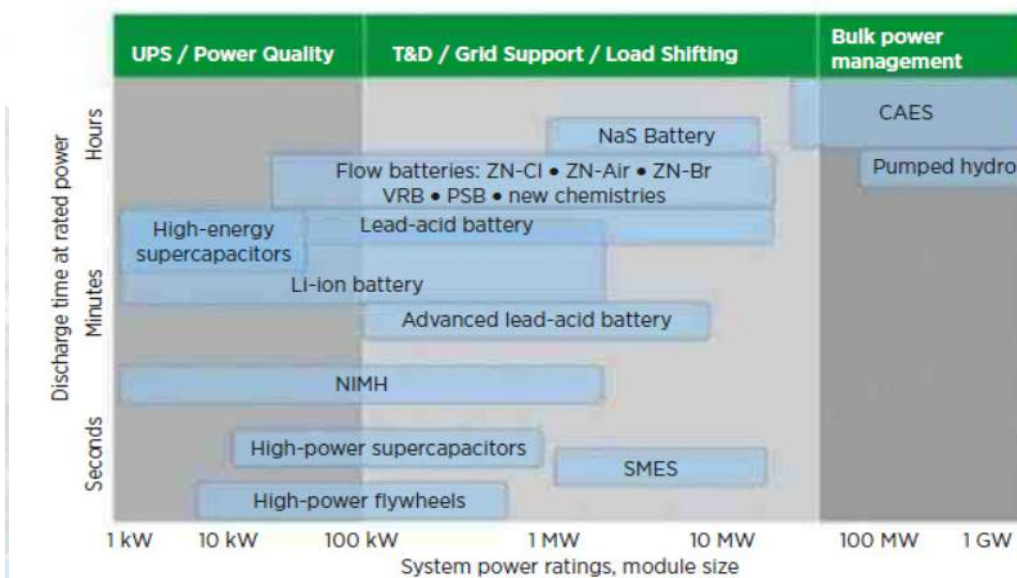 UPS / Power Quality
T&D / Grid Support / Load Shifting
Bulk power
management
Discharge time at rated power
Hours
Minutes
Seconds
CAES
NaS Battery
Pumped hydro
Flow batteries: ZN-Cl • ZN-Air • ZN-Br
VRB • PSB • new chemistries
High-energy
supercapacitors
Lead-acid battery
Li-ion battery
Advanced lead-acid battery
NIMH
High-power supercapacitors
SMES
High-power flywheels
1 kW 10 kW 100 kW 1 MW 10 MW 100 MW 1 GW
System power ratings, module size